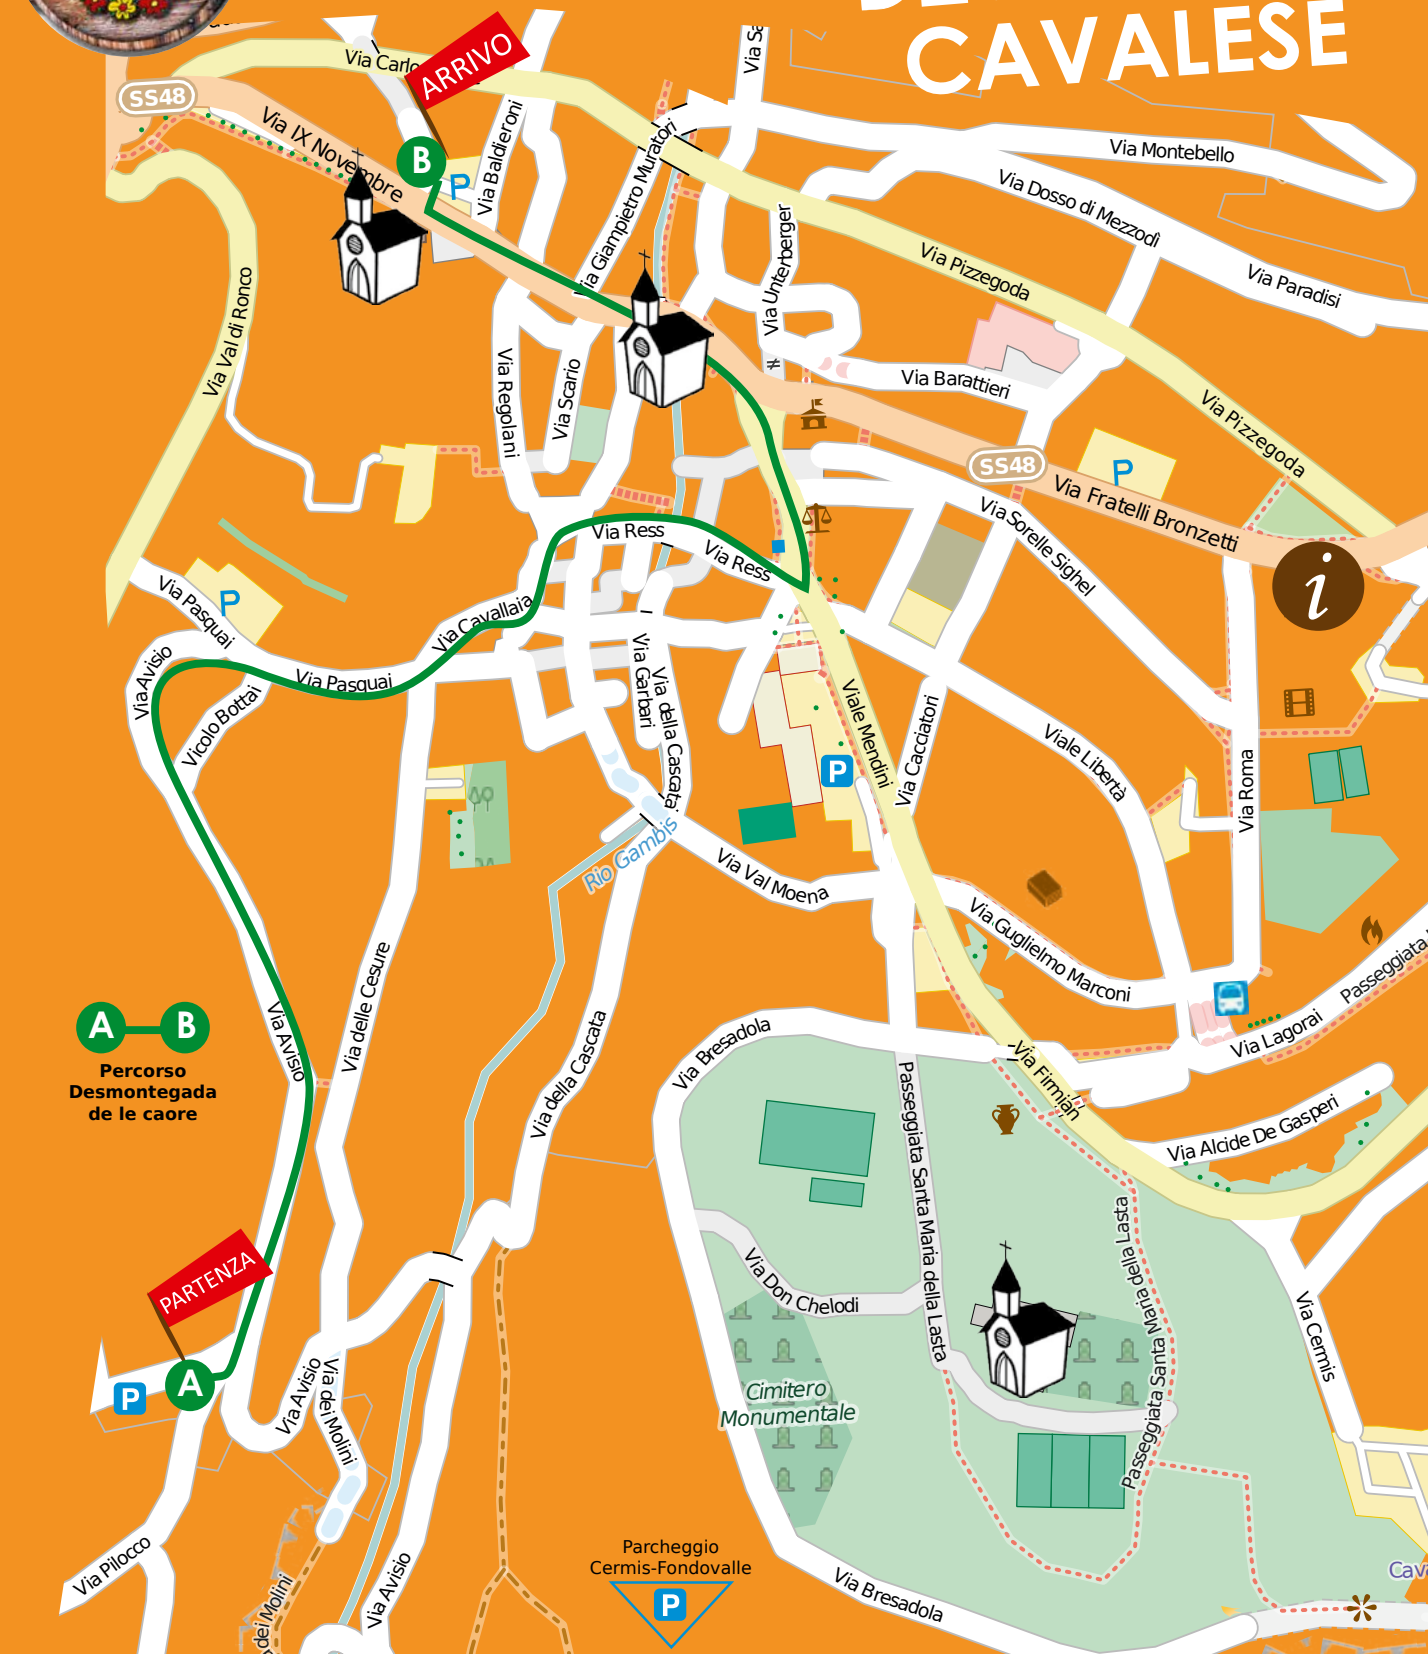 CAVALESE
Via Carlo
ARRIVO
SS48
Via IX Novembre
B
P
Via Baldieroni
Via Giampietro Muratori
Via Montebello
Via Dosso di Mezzodì
Via Paradisi
Via Pizzegoda
Via Unterberger
Via Val di Ronco
Via Regolani
Via Scario
Via Barattieri
Via Pizzegoda
SS48
P
Via Fratelli Bronzetti
Via Sorelle Sighel
Via Ress
Via Ress
i
P
Via Pasquai
Via Cavallaia
Via Avisio
Via Pasquai
Vicolo Bottai
Via Garbari
Via della Cascata
Viale Mendini
P
Via Cacciatori
Viale Libertà
Via Roma
Rio Gambis
Via Val Moena
Via Guglielmo Marconi
Passeggiata
Via delle Cesure
Via Avisio
A B
Percorso
Desmontegada
de le caore
Via della Cascata
Via Bresadola
Via Lagorai
Via Firmian
Passeggiata Santa Maria della Lasta
Via Alcide De Gasperi
Passeggiata Santa Maria della Lasta
Via Don Chelodi
PARTENZA
A
P
Via Avisio
Via dei Molini
Cimitero
Monumentale
Via Cermis
Via Pilocco
dei Molini
Via Avisio
Parcheggio
Cermis-Fondovalle
P
Via Bresadola